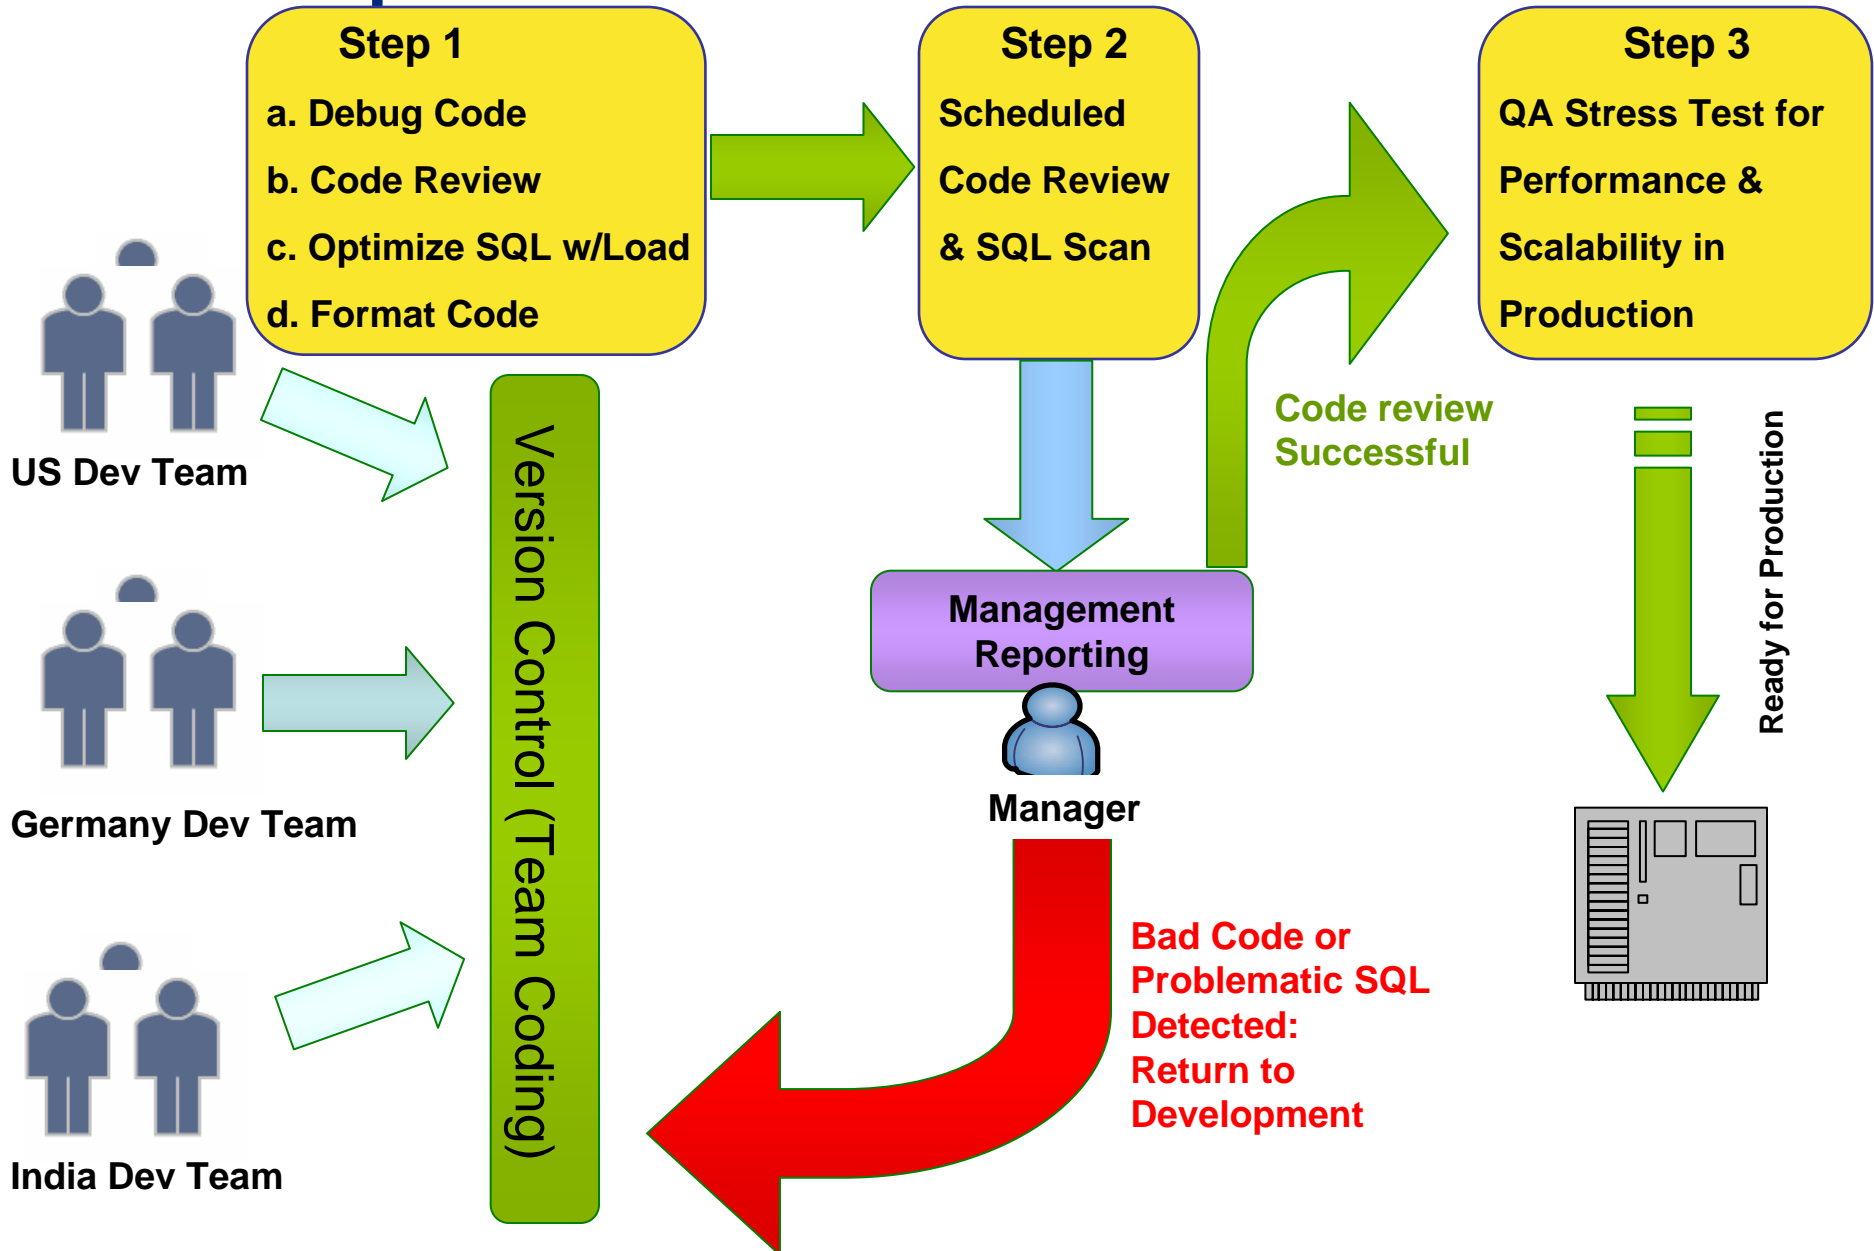 Step 1
a. Debug Code
b. Code Review
c. Optimize SQL w/Load
d. Format Code
Step 2
Scheduled
Code Review
& SQL Scan
Step 3
QA Stress Test for
Performance &
Scalability in
Production
US Dev Team
Germany Dev Team
India Dev Team
Version Control (Team Coding)
Management
Reporting
Manager
Code review
Successful
Ready for Production
Bad Code or
Problematic SQL
Detected:
Return to
Development